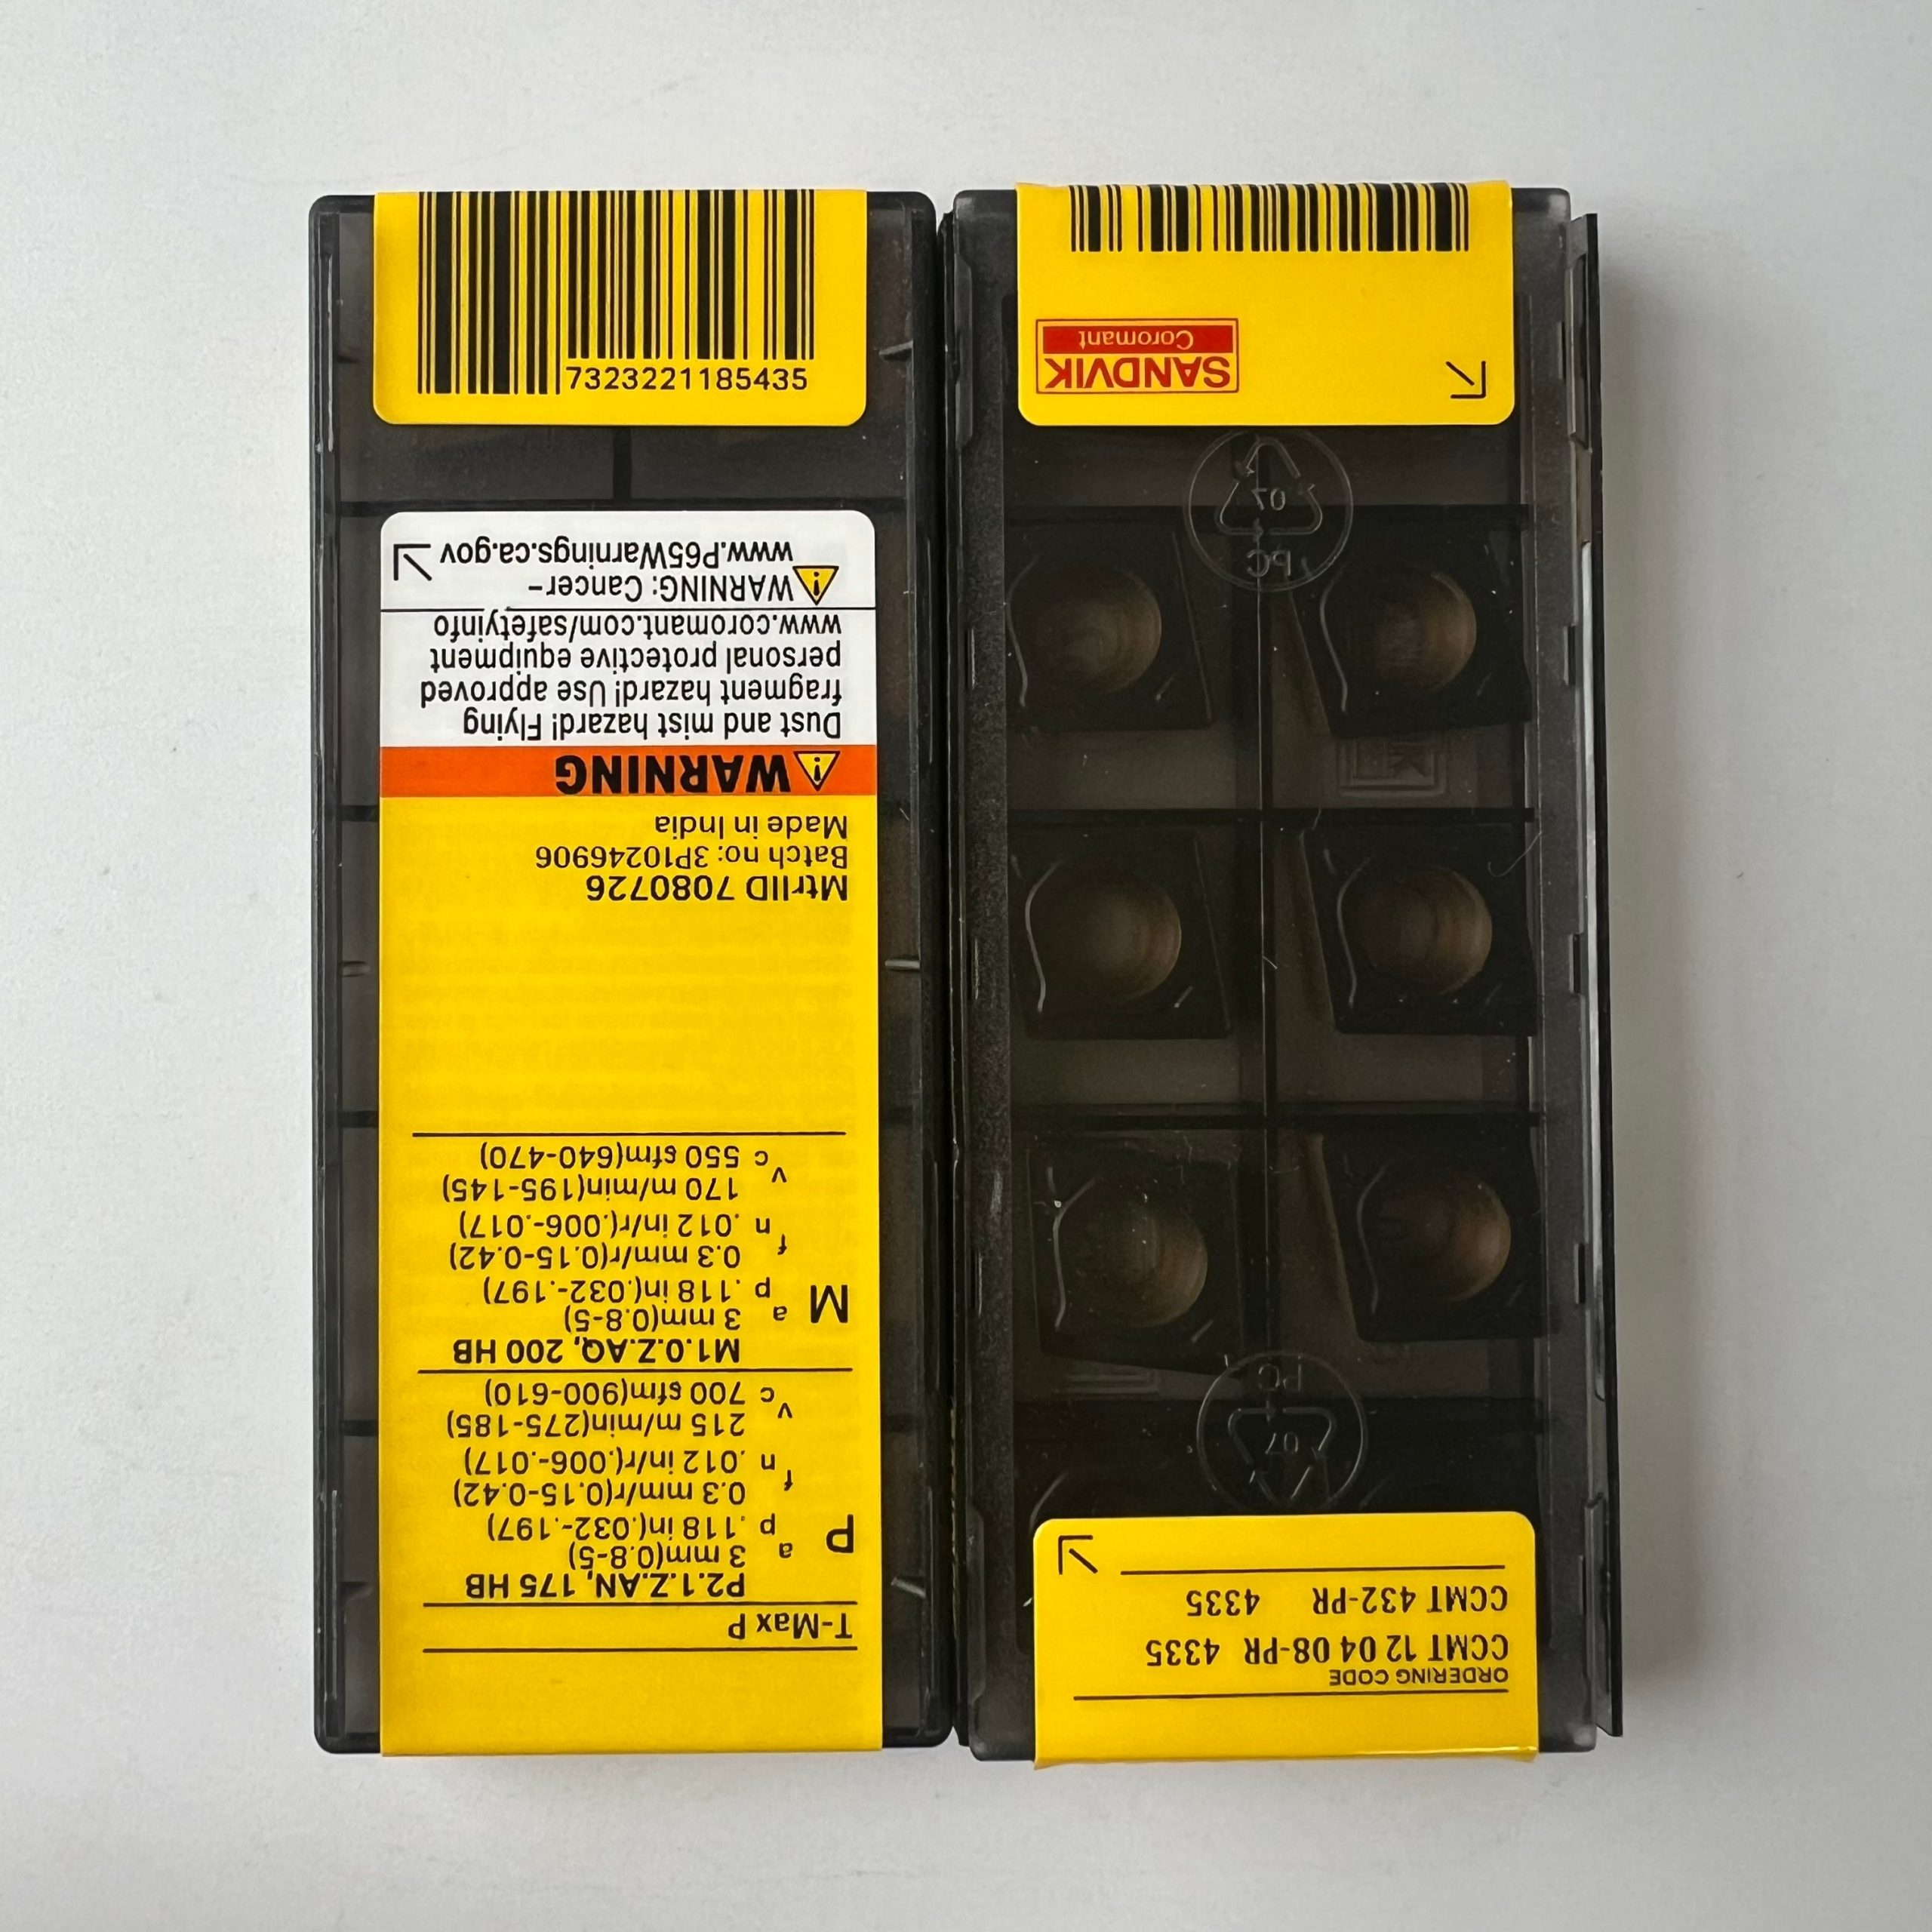 T-Max P
P2.1.Z.AN, 175 HB
P
a 3 mm(0.8-5)
p .118 in(.032-.197)
f 0.3 mm/r(0.15-0.42)
n .012 in/r(.006-.017)
v 215 m/min(275-185)
c 700 sfm(900-610)
M1.0.Z.AQ, 200 HB
M
a 3 mm(0.8-5)
p .118 in(.032-.197)
f 0.3 mm/r(0.15-0.42)
n .012 in/r(.006-.017)
v 170 m/min(195-145)
c 550 sfm(640-470)
MtrlID 7080726
Batch no: 3P10246906
Made in India
WARNING
Dust and mist hazard! Flying
fragment hazard! Use approved
personal protective equipment
www.coromant.com/safetyinfo
WARNING: Cancer-
www.P65Warnings.ca.gov
7323221185435
ORDERING CODE
CCMT 12 04 08-PR 4335
CCMT 432-PR 4335
07
PC
07
PC
SANDVIK
Coromant